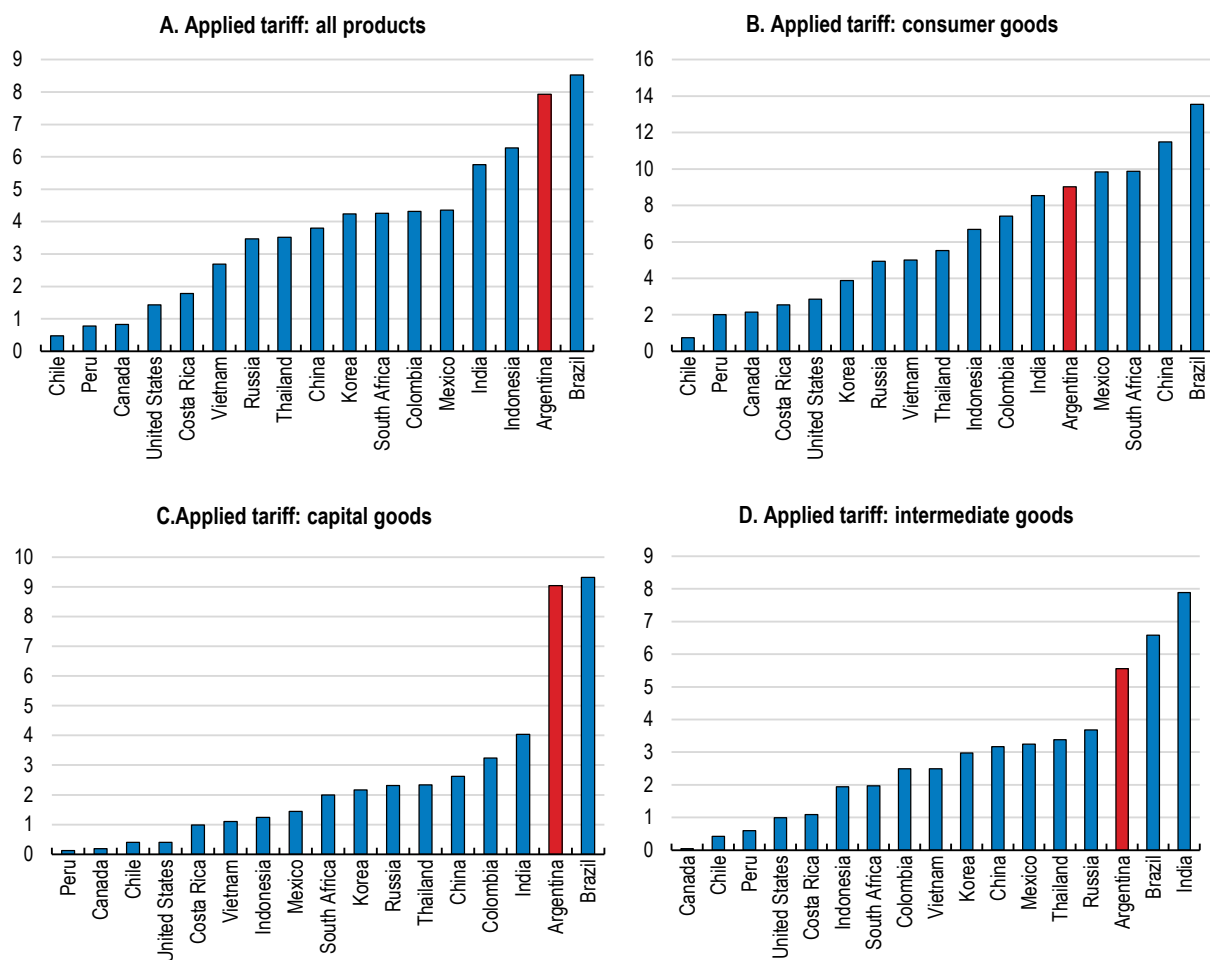 A. Applied tariff: all products
9
8
7
6
5
4
3
2
1
0
Chile
Peru
Canada
United States
Costa Rica
Vietnam
Russia
Thailand
China
Korea
South Africa
Colombia
Mexico
India
Indonesia
Argentina
Brazil
B. Applied tariff: consumer goods
16
14
12
10
8
6
4
2
0
Chile
Peru
Canada
Costa Rica
United States
Korea
Russia
Vietnam
Thailand
Indonesia
Colombia
India
Argentina
Mexico
South Africa
China
Brazil
C.Applied tariff: capital goods
10
9
8
7
6
5
4
3
2
1
0
Peru
Canada
Chile
United States
Costa Rica
Vietnam
Indonesia
Mexico
South Africa
Korea
Russia
Thailand
China
Colombia
India
Argentina
Brazil
D. Applied tariff: intermediate goods
9
8
7
6
5
4
3
2
1
0
Canada
Chile
Peru
United States
Costa Rica
Indonesia
South Africa
Colombia
Vietnam
Korea
China
Mexico
Thailand
Russia
Argentina
Brazil
India